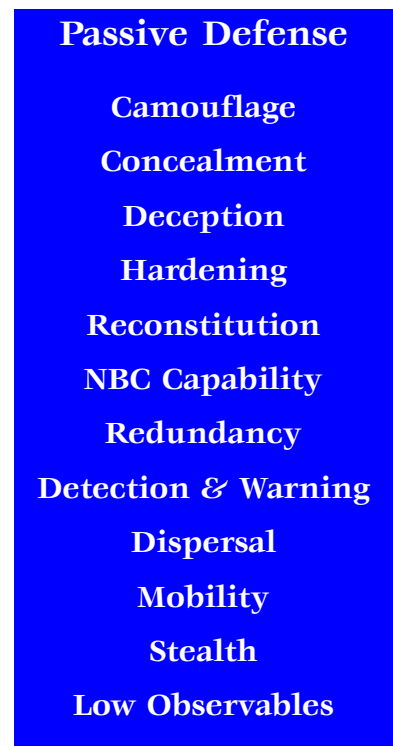 Passive Defense
Camouflage
Concealment
Deception
Hardening
Reconstitution
NBC Capability
Redundancy
Detection & Warning
Dispersal
Mobility
Stealth
Low Observables